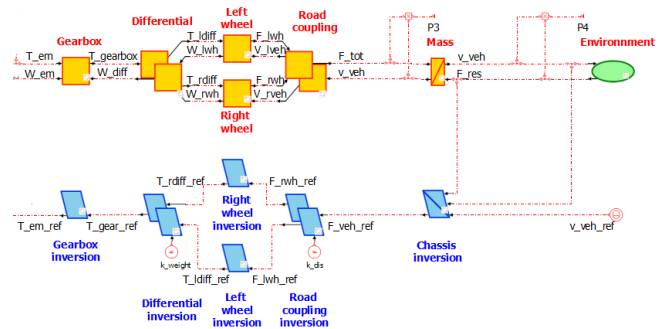 Left
wheel
Differential
Road
coupling
Gearbox
P3
P4
Mass
Environnment
T_ldiff
F_lwh
W_lwh
V_lveh
T_em
T_gearbox
F_tot
v_veh
W_em
W_diff
T_rdiff
F_rwh
v_veh
F_res
W_rwh
V_rveh
Right
wheel
T_rdiff_ref
F_rwh_ref
Right
wheel
inversion
T_em_ref
T_gear_ref
F_veh_ref
v_veh_ref
Gearbox
inversion
Chassis
inversion
k_weight
k_dis
T_ldiff_ref
F_lwh_ref
Differential
inversion
Left
wheel
inversion
Road
coupling
inversion